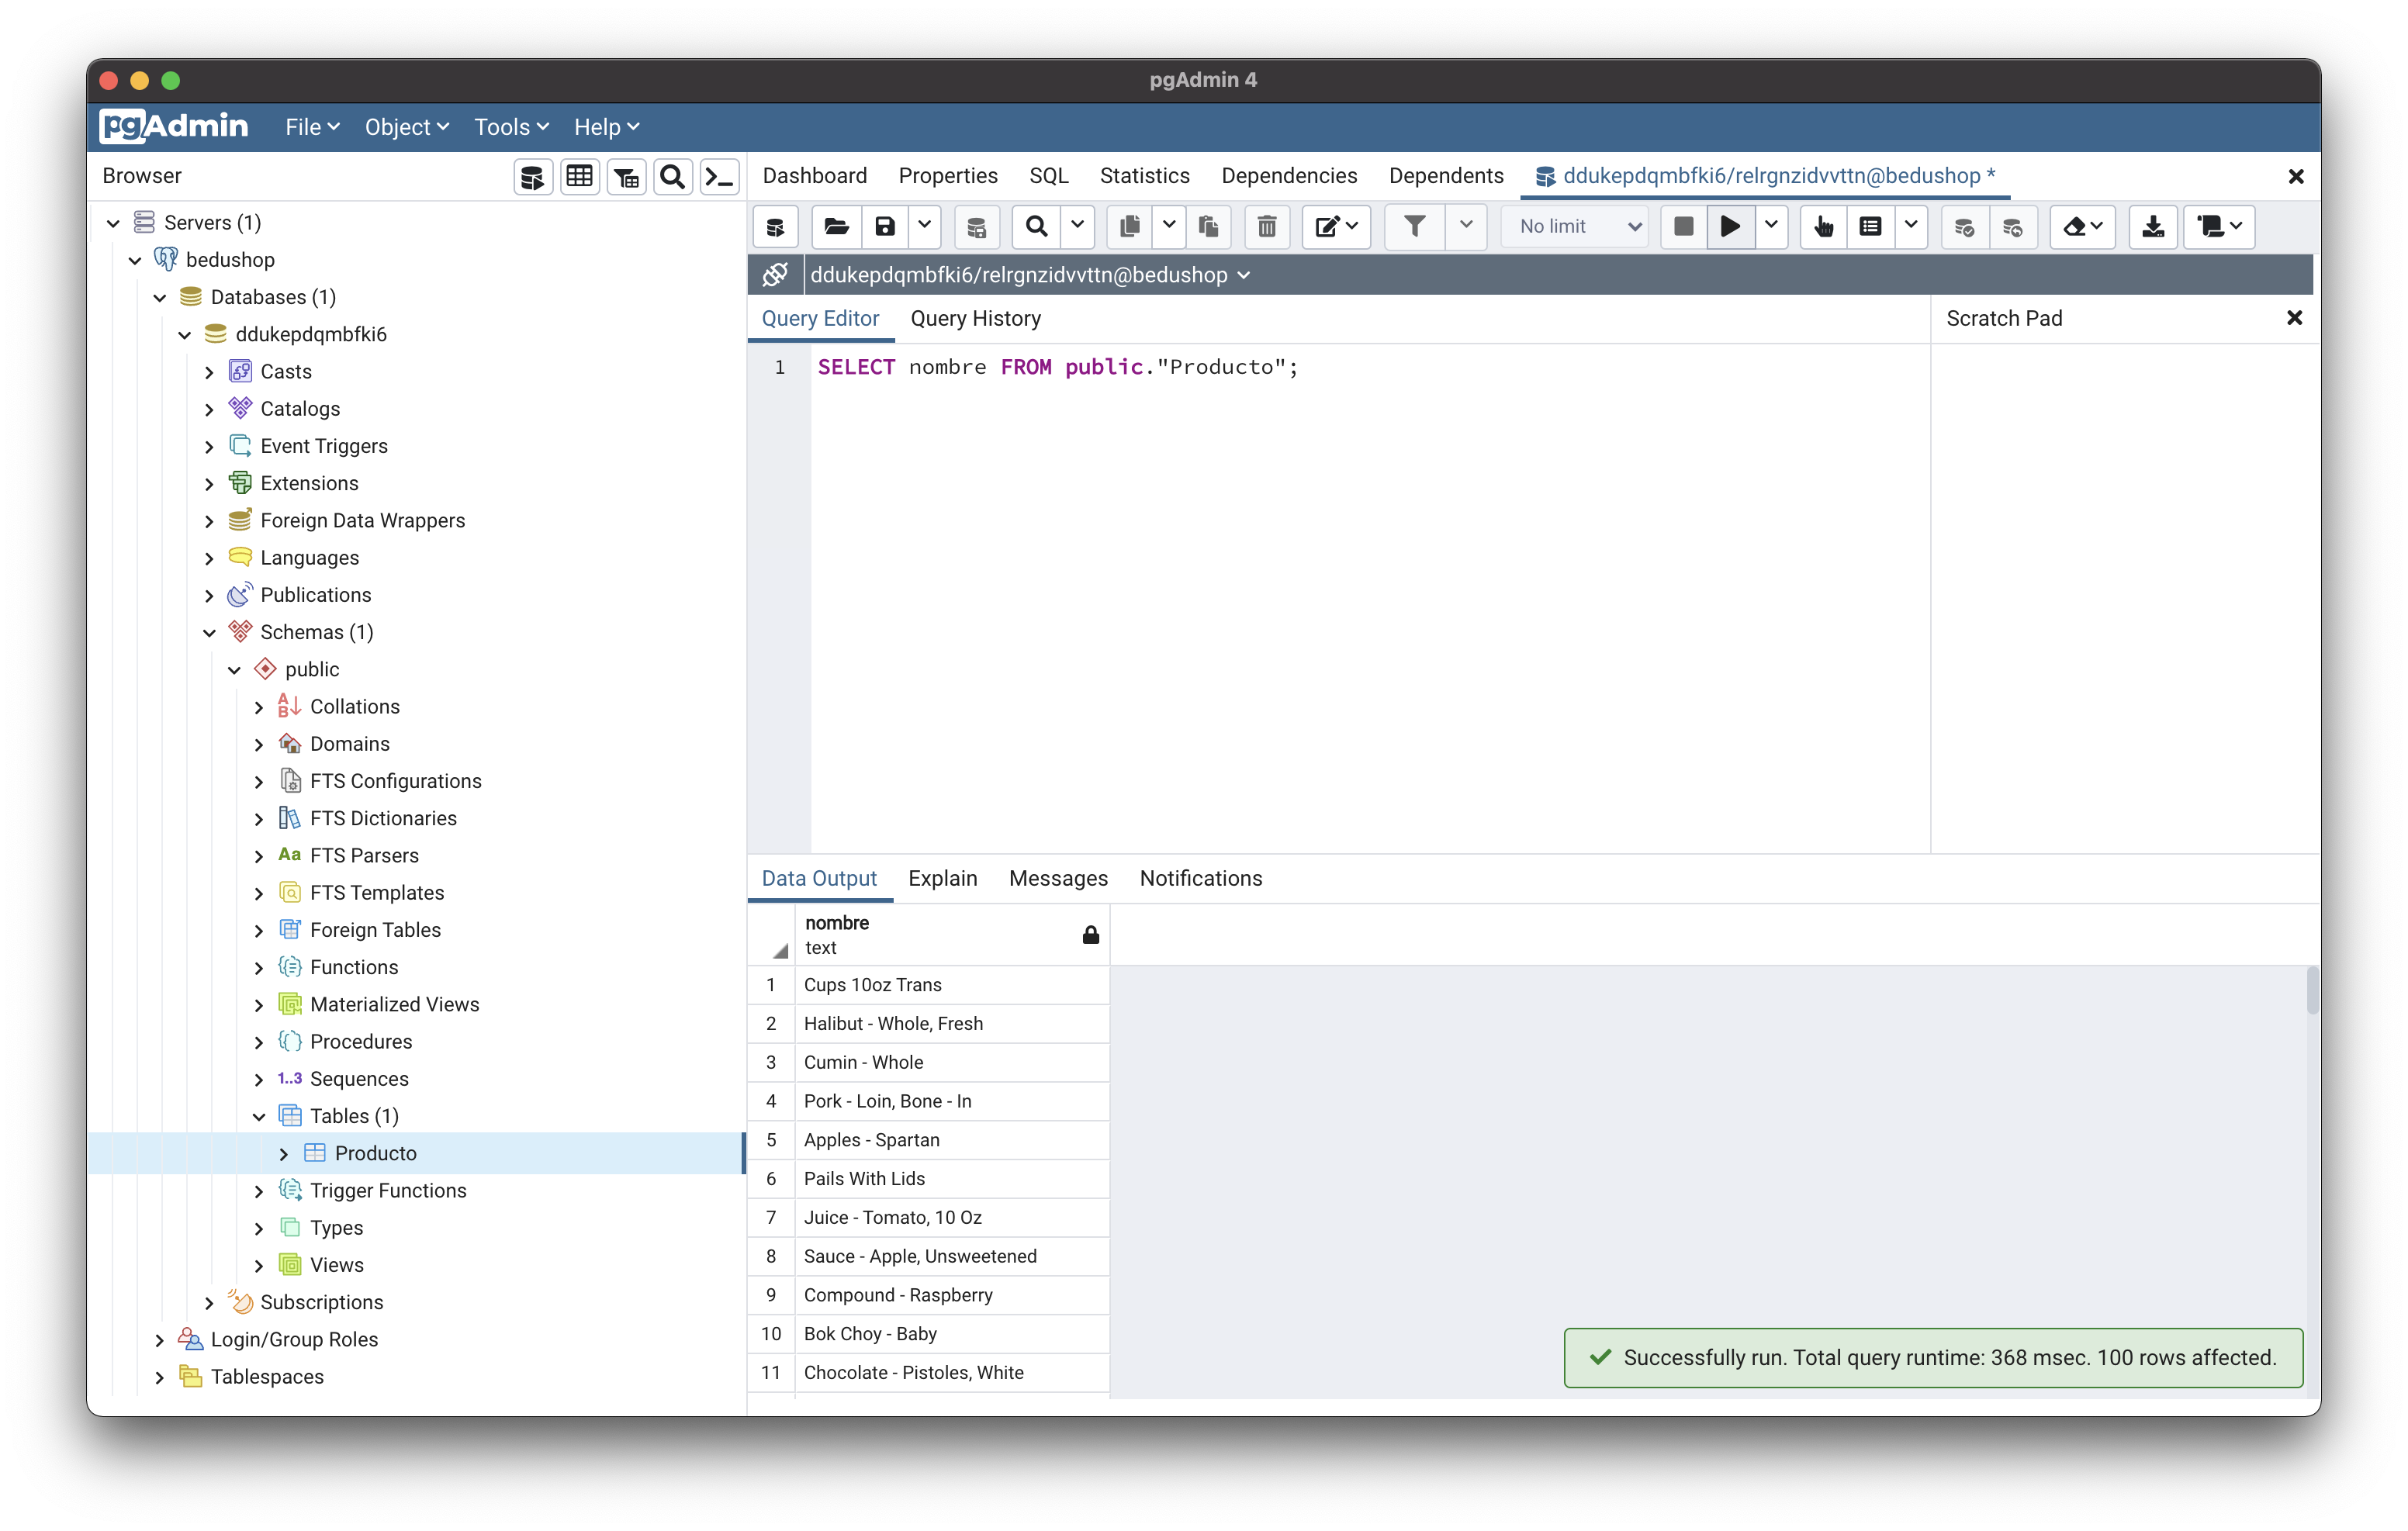 pgAdmin 4
pgAdmin File Object Tools Help
Browser
Dashboard Properties SQL Statistics Dependencies Dependents ddukepdqmbfki6/relrgnzidvvttn@bedushop *
No limit
ddukepdqmbfki6/relrgnzidvvttn@bedushop
Query Editor Query History
Scratch Pad
1 SELECT nombre FROM public."Producto";
Servers (1)
bedushop
Databases (1)
ddukepdqmbfki6
Casts
Catalogs
Event Triggers
Extensions
Foreign Data Wrappers
Languages
Publications
Schemas (1)
public
Collations
Domains
FTS Configurations
FTS Dictionaries
Aa FTS Parsers
FTS Templates
Foreign Tables
Functions
Materialized Views
Procedures
1..3 Sequences
Tables (1)
Producto
Trigger Functions
Types
Views
Subscriptions
Login/Group Roles
Tablespaces
Data Output Explain Messages Notifications
nombre
text
1 Cups 10oz Trans
2 Halibut - Whole, Fresh
3 Cumin - Whole
4 Pork - Loin, Bone - In
5 Apples - Spartan
6 Pails With Lids
7 Juice - Tomato, 10 Oz
8 Sauce - Apple, Unsweetened
9 Compound - Raspberry
10 Bok Choy - Baby
11 Chocolate - Pistoles, White
Successfully run. Total query runtime: 368 msec. 100 rows affected.